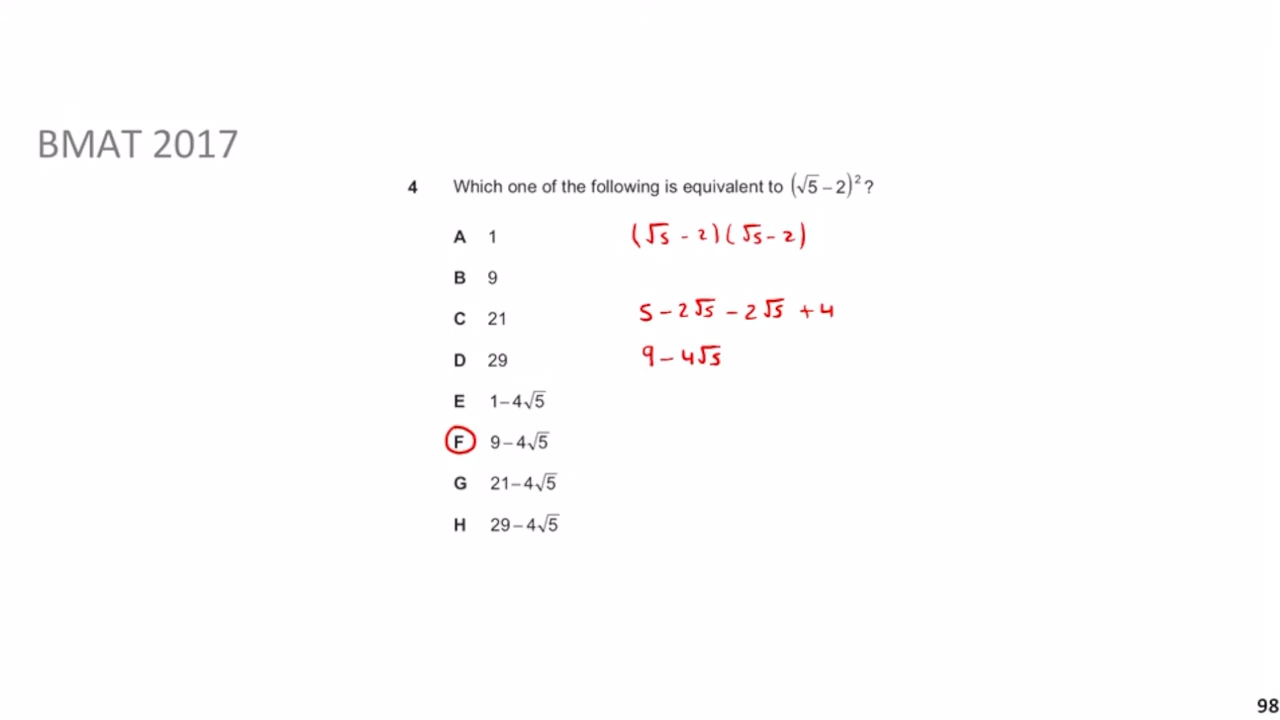 BMAT 2017
4 Which one of the following is equivalent to (√5 – 2)²?
A 1
(√5 - 2)(√5 - 2)
B 9
5 - 2√5 - 2√5 + 4
C 21
9 - 4√5
D 29
E 1 – 4√5
F 9 – 4√5
G 21 – 4√5
H 29 – 4√5
98